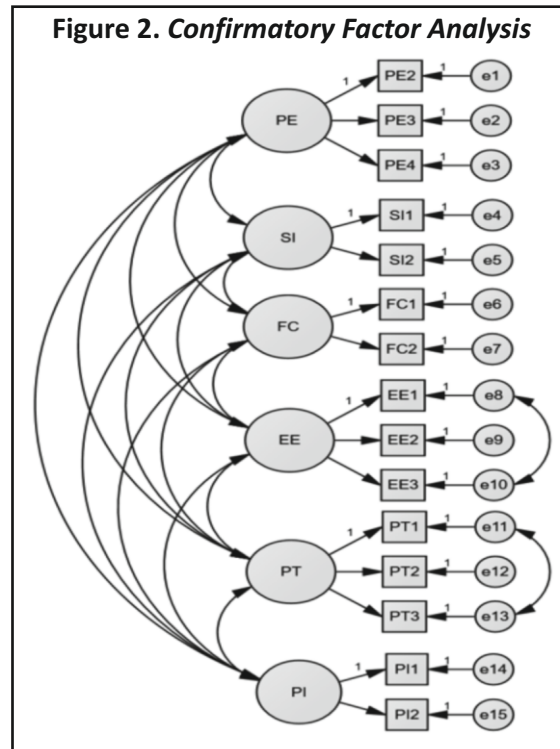 Figure 2. Confirmatory Factor Analysis
PE
1 PE2 1 e1
PE3 1 e2
PE4 1 e3
SI
1 SI1 1 e4
SI2 1 e5
FC
1 FC1 1 e6
FC2 1 e7
EE
1 EE1 1 e8
EE2 1 e9
EE3 1 e10
PT
1 PT1 1 e11
PT2 1 e12
PT3 1 e13
PI
1 PI1 1 e14
PI2 1 e15